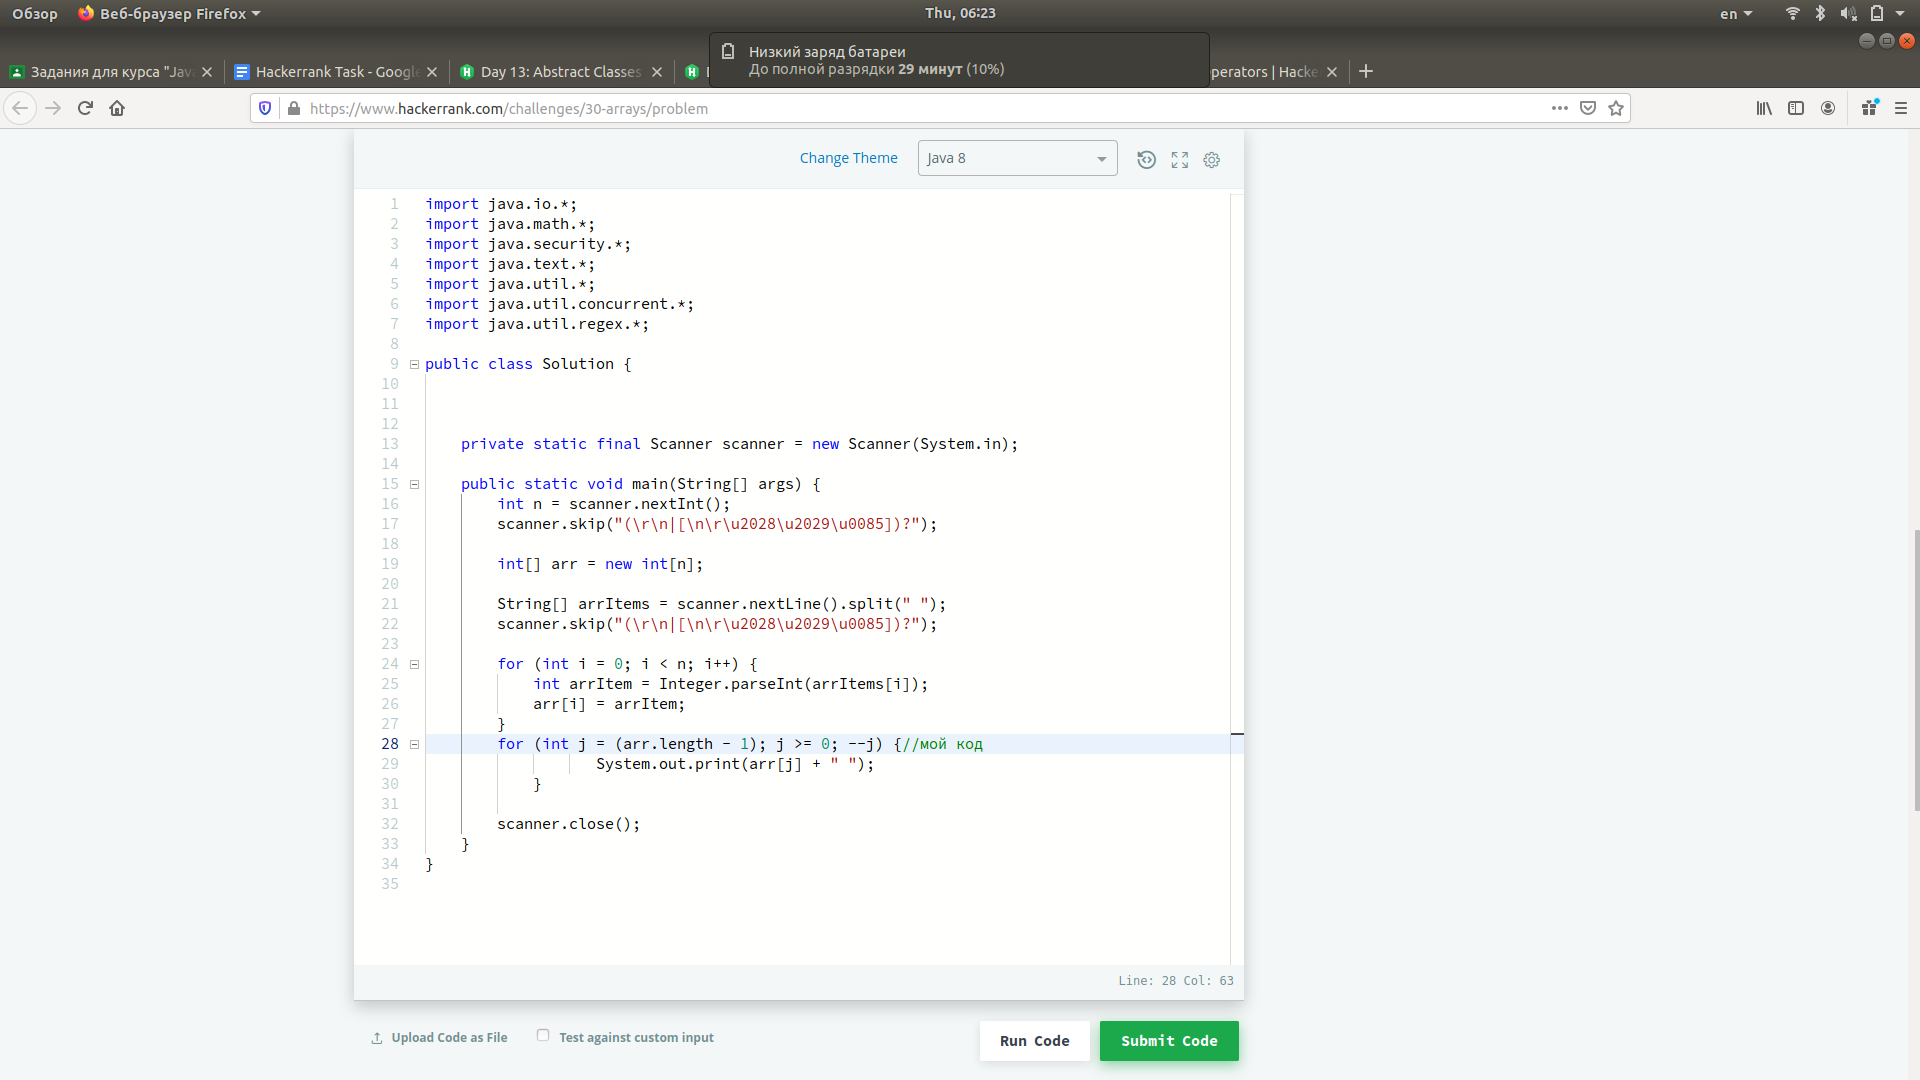 Обзор Веб-браузер Firefox Thu, 06:23 en
Низкий заряд батареи
До полной разрядки 29 минут (10%)
Задания для курса "Java Hackerrank Task - Google Day 13: Abstract Classes perators | Hacke
https://www.hackerrank.com/challenges/30-arrays/problem
Change Theme Java 8
1 import java.io.*;
2 import java.math.*;
3 import java.security.*;
4 import java.text.*;
5 import java.util.*;
6 import java.util.concurrent.*;
7 import java.util.regex.*;
8
9 public class Solution {
10
11
12
13 private static final Scanner scanner = new Scanner(System.in);
14
15 public static void main(String[] args) {
16 int n = scanner.nextInt();
17 scanner.skip("(\r\n|[\n\r\u2028\u2029\u0085])?");
18
19 int[] arr = new int[n];
20
21 String[] arrItems = scanner.nextLine().split(" ");
22 scanner.skip("(\r\n|[\n\r\u2028\u2029\u0085])?");
23
24 for (int i = 0; i < n; i++) {
25 int arrItem = Integer.parseInt(arrItems[i]);
26 arr[i] = arrItem;
27 }
28 for (int j = (arr.length - 1); j >= 0; --j) {//мой код
29 System.out.print(arr[j] + " ");
30 }
31
32 scanner.close();
33 }
34 }
35
Line: 28 Col: 63
Upload Code as File Test against custom input Run Code Submit Code